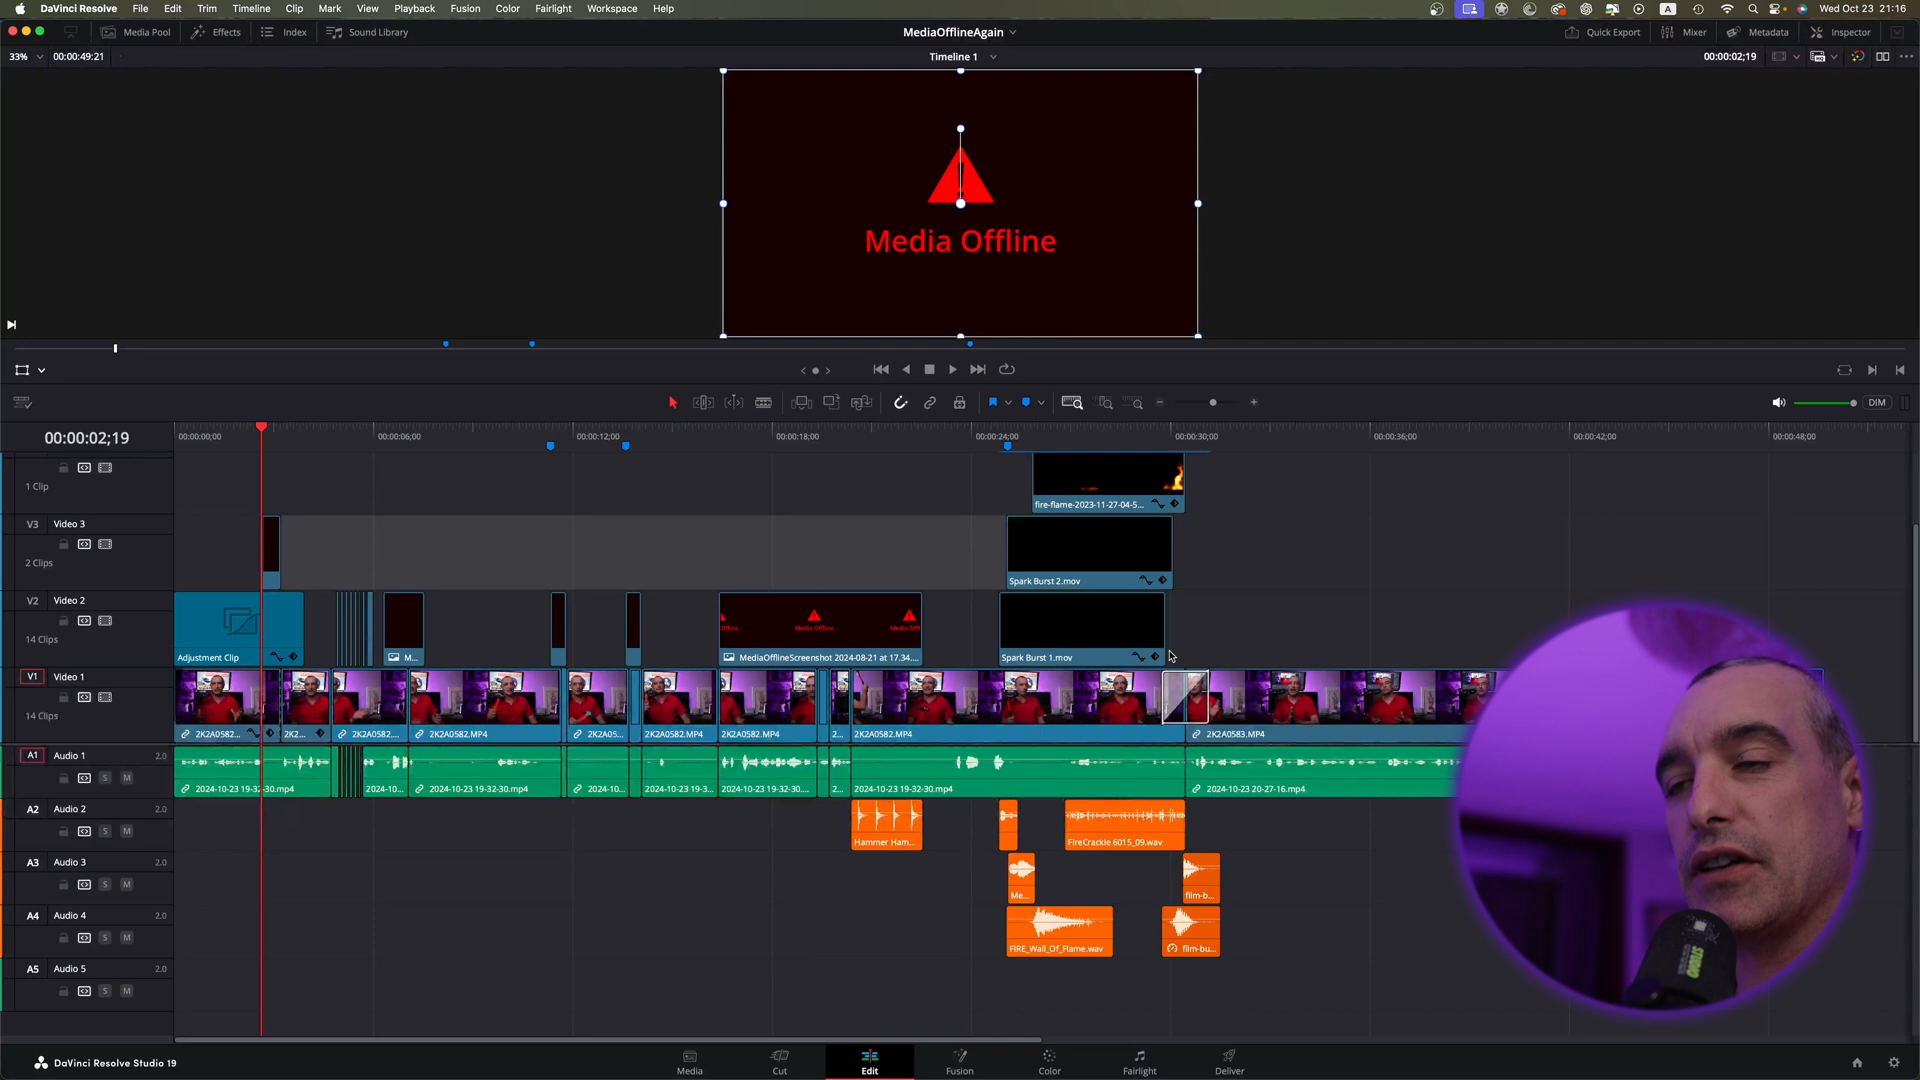 DaVinci Resolve File Edit Trim Timeline Clip Mark View Playback Fusion Color Fairlight Workspace Help
A Wed Oct 23 21:16
Media Pool Effects Index Sound Library
MediaOfflineAgain
Quick Export Mixer Metadata Inspector
33% 00:00:49:21
Timeline 1
00:00:02;19
Media Offline
DIM
00:00:02;19
00:00:00;00 00:00:06;00 00:00:12;00 00:00:18;00 00:00:24;00 00:00:30;00 00:00:36;00 00:00:42;00 00:00:48;00
1 Clip
fire-flame-2023-11-27-04-5...
V3 Video 3
2 Clips
Spark Burst 2.mov
V2 Video 2
14 Clips
Media Offline
Adjustment Clip
M...
MediaOfflineScreenshot 2024-08-21 at 17.34....
Spark Burst 1.mov
V1 Video 1
14 Clips
2K2A0582... 2K2... 2K2A0582.... 2K2A0582.MP4 2K2A05... 2K2A0582.MP4 2K2A0582.MP4 2... 2K2A0582.MP4 2K2A0583.MP4
A1 Audio 1 2.0
S M
2024-10-23 19-32-30.mp4 2024-10... 2024-10-23 19-32-30.mp4 2024-10... 2024-10-23 19-3... 2024-10-23 19-32-30.... 2... 2024-10-23 19-32-30.mp4 2024-10-23 20-27-16.mp4
A2 Audio 2 2.0
S M
Hammer Ham...
FireCrackle 6015_09.wav
A3 Audio 3 2.0
S M
Me...
film-b...
A4 Audio 4 2.0
S M
FIRE_Wall_Of_Flame.wav
film-bu...
A5 Audio 5 2.0
S M
DaVinci Resolve Studio 19
Media Cut Edit Fusion Color Fairlight Deliver